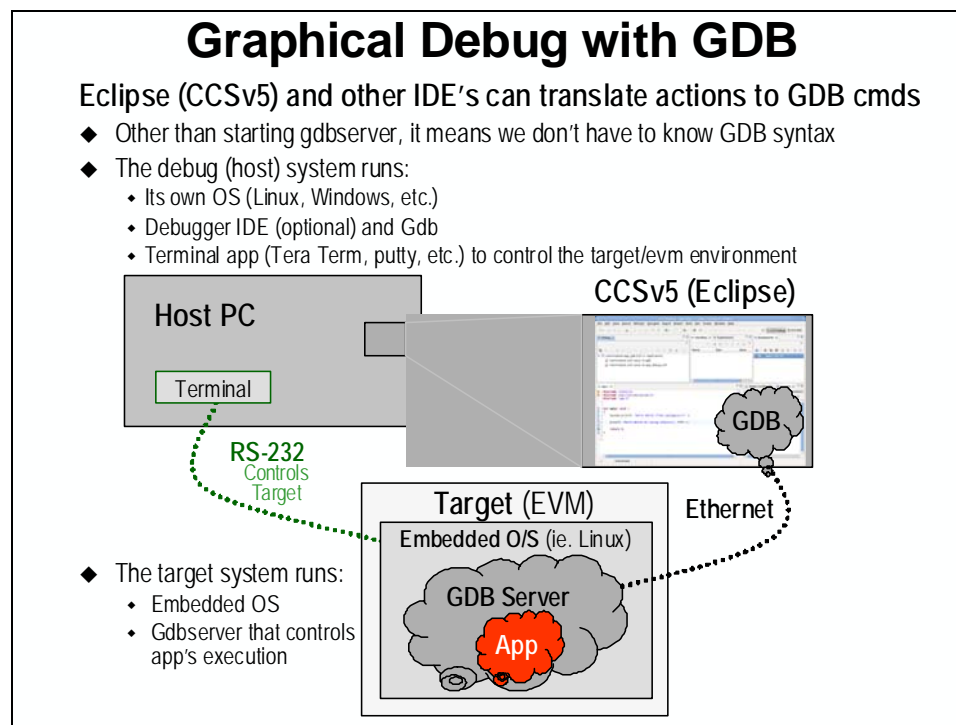 Graphical Debug with GDB
Eclipse (CCSv5) and other IDE's can translate actions to GDB cmds
◆ Other than starting gdbserver, it means we don't have to know GDB syntax
◆ The debug (host) system runs:
◆ Its own OS (Linux, Windows, etc.)
◆ Debugger IDE (optional) and Gdb
◆ Terminal app (Tera Term, putty, etc.) to control the target/evm environment
CCSv5 (Eclipse)
Host PC
Terminal
GDB
RS-232
Controls
Target
Ethernet
Target (EVM)
Embedded O/S (ie. Linux)
GDB Server
App
◆ The target system runs:
◆ Embedded OS
◆ Gdbserver that controls
app's execution